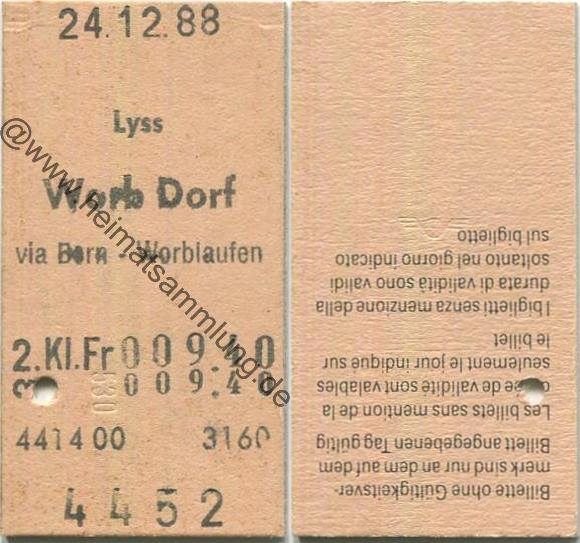 24.12.88
Lyss
Worb Dorf
via Bern - Worblaufen
2.Kl.Fr 009.40
009.40
4414 00 3160
4452
@www.heimatsammlung.de
Billette ohne Gültigkeitsver-
merk sind nur an dem auf dem
Billett angegebenen Tag gültig
Les billets sans mention de la
de validité sont valables
seulement le jour indiqué sur
le billet
I biglietti senza menzione della
durata di validità sono validi
soltanto nel giorno indicato
sul biglietto